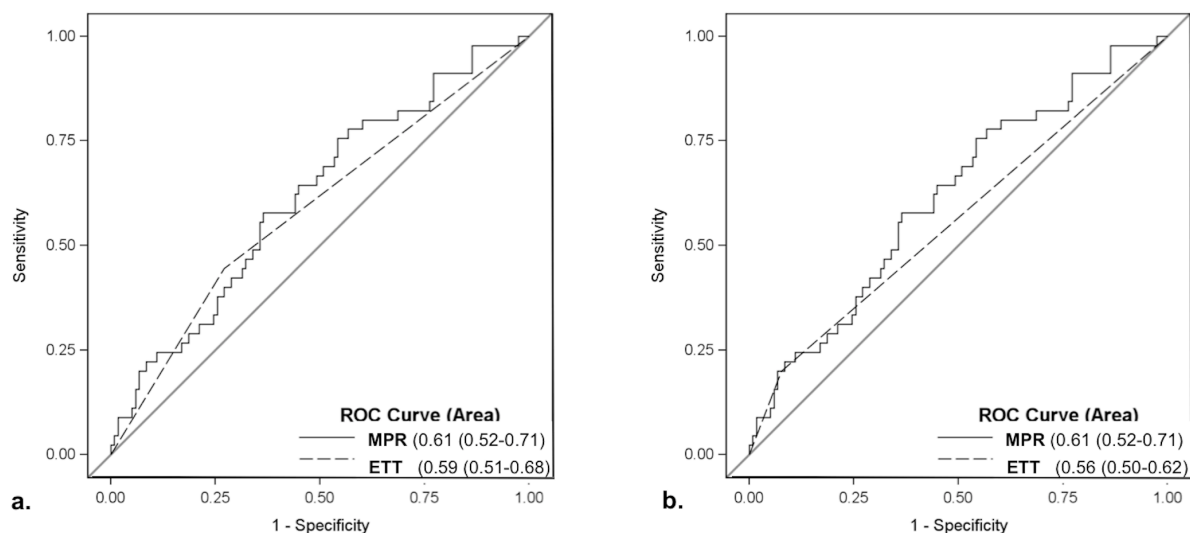 1.00
0.75
0.50
0.25
0.00
Sensitivity
ROC Curve (Area)
MPR (0.61 (0.52-0.71)
ETT (0.59 (0.51-0.68)
0.00 0.25 0.50 0.75 1.00
1 - Specificity
a.
1.00
0.75
0.50
0.25
0.00
Sensitivity
ROC Curve (Area)
MPR (0.61 (0.52-0.71)
ETT (0.56 (0.50-0.62)
0.00 0.25 0.50 0.75 1.00
1 - Specificity
b.